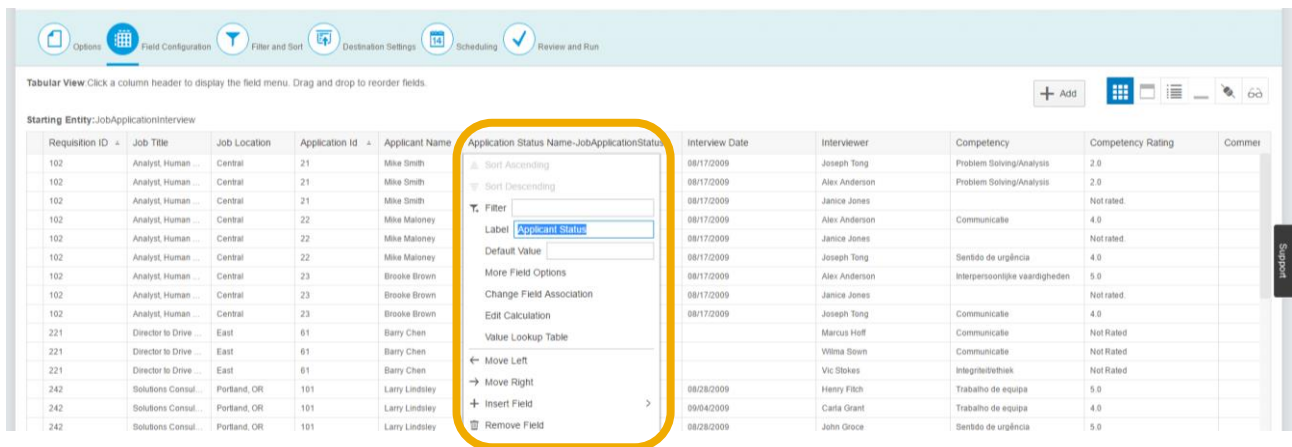 Options Field Configuration Filter and Sort Destination Settings 14 Scheduling Review and Run
Tabular View:Click a column header to display the field menu. Drag and drop to reorder fields.
+ Add
Starting Entity:JobApplicationInterview
Requisition ID Job Title Job Location Application Id Applicant Name Application Status Name-JobApplicationStatus Interview Date Interviewer Competency Competency Rating Commer
102 Analyst, Human ... Central 21 Mike Smith 08/17/2009 Joseph Tong Problem Solving/Analysis 2.0
102 Analyst, Human ... Central 21 Mike Smith 08/17/2009 Alex Anderson Problem Solving/Analysis 2.0
102 Analyst, Human ... Central 21 Mike Smith 08/17/2009 Janice Jones Not rated.
102 Analyst, Human ... Central 22 Mike Maloney 08/17/2009 Alex Anderson Communicatie 4.0
102 Analyst, Human ... Central 22 Mike Maloney 08/17/2009 Janice Jones Not rated.
102 Analyst, Human ... Central 22 Mike Maloney 08/17/2009 Joseph Tong Sentido de urgência 4.0
102 Analyst, Human ... Central 23 Brooke Brown 08/17/2009 Alex Anderson Interpersoonlijke vaardigheden 5.0
102 Analyst, Human ... Central 23 Brooke Brown 08/17/2009 Janice Jones Not rated.
102 Analyst, Human ... Central 23 Brooke Brown 08/17/2009 Joseph Tong Communicatie 4.0
221 Director to Drive ... East 61 Barry Chen Marcus Hoff Communicatie Not Rated
221 Director to Drive ... East 61 Barry Chen Wilma Sown Communicatie Not Rated
221 Director to Drive ... East 61 Barry Chen Vic Stokes Integriteit/ethiek Not Rated
242 Solutions Consul... Portland, OR 101 Larry Lindsley 08/28/2009 Henry Fitch Trabalho de equipa 5.0
242 Solutions Consul... Portland, OR 101 Larry Lindsley 09/04/2009 Carla Grant Trabalho de equipa 4.0
242 Solutions Consul... Portland, OR 101 Larry Lindsley 08/28/2009 John Groce Sentido de urgência 5.0
Sort Ascending
Sort Descending
Filter
Label Applicant Status
Default Value
More Field Options
Change Field Association
Edit Calculation
Value Lookup Table
Move Left
Move Right
Insert Field
Remove Field
Support